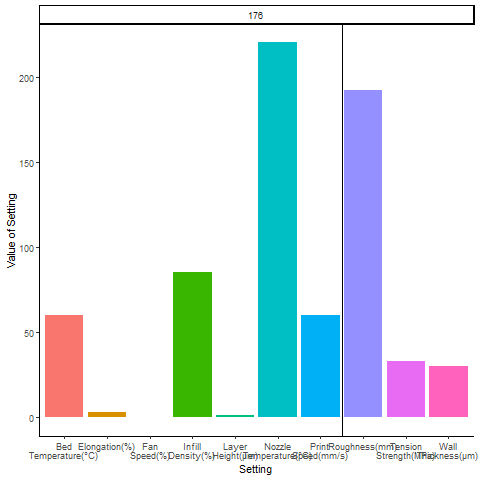 176
Value of Setting
200
150
100
50
0
Bed Elongation(%) Fan Infill Layer Nozzle Print Roughness(mm) Tension Wall
Temperature(°C) Speed(%) Density(%) Height(µm) Temperature(°C) Speed(mm/s) Strength(MPa) Thickness(µm)
Setting